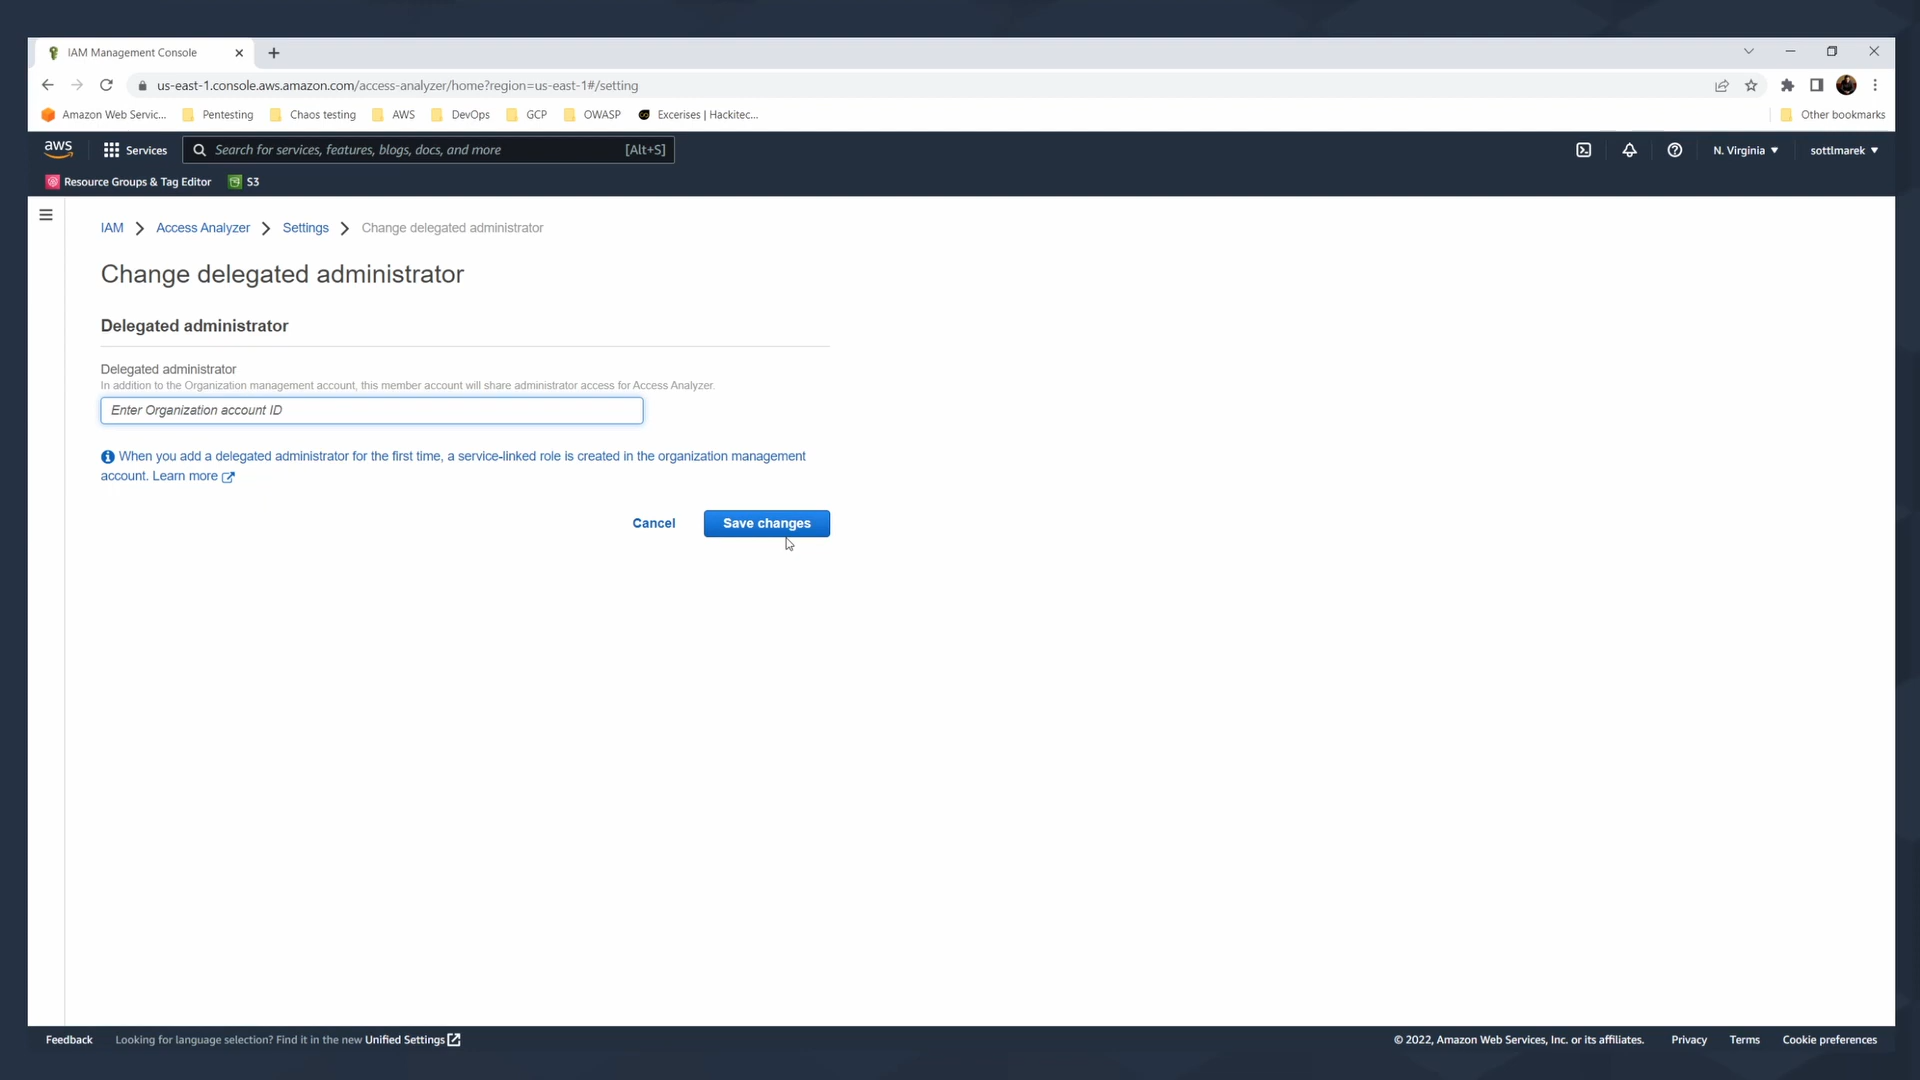 IAM Management Console
us-east-1.console.aws.amazon.com/access-analyzer/home?region=us-east-1#/setting
Amazon Web Servic... Pentesting Chaos testing AWS DevOps GCP OWASP Excerises | Hackitec... Other bookmarks
aws Services Search for services, features, blogs, docs, and more [Alt+S] N. Virginia sottlmarek
Resource Groups & Tag Editor S3
IAM Access Analyzer Settings Change delegated administrator
Change delegated administrator
Delegated administrator
Delegated administrator
In addition to the Organization management account, this member account will share administrator access for Access Analyzer.
Enter Organization account ID
When you add a delegated administrator for the first time, a service-linked role is created in the organization management
account. Learn more
Cancel Save changes
Feedback Looking for language selection? Find it in the new Unified Settings © 2022, Amazon Web Services, Inc. or its affiliates. Privacy Terms Cookie preferences